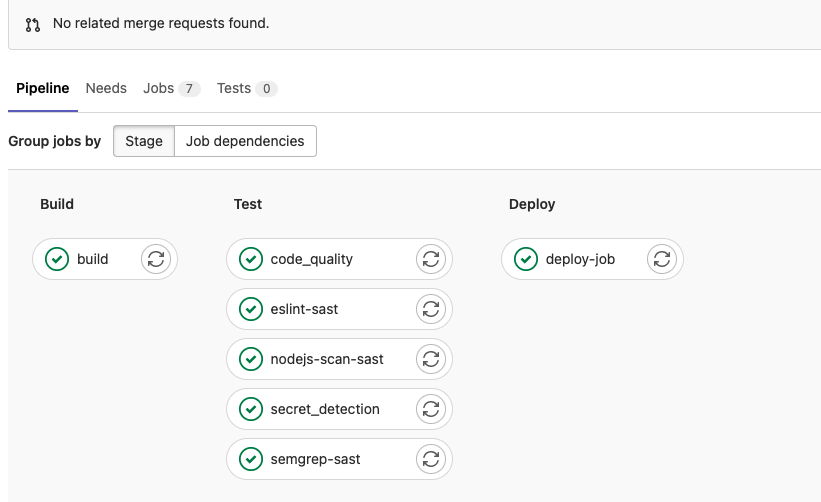 No related merge requests found.
Pipeline Needs Jobs 7 Tests 0
Group jobs by Stage Job dependencies
Build Test Deploy
build code_quality deploy-job
eslint-sast
nodejs-scan-sast
secret_detection
semgrep-sast